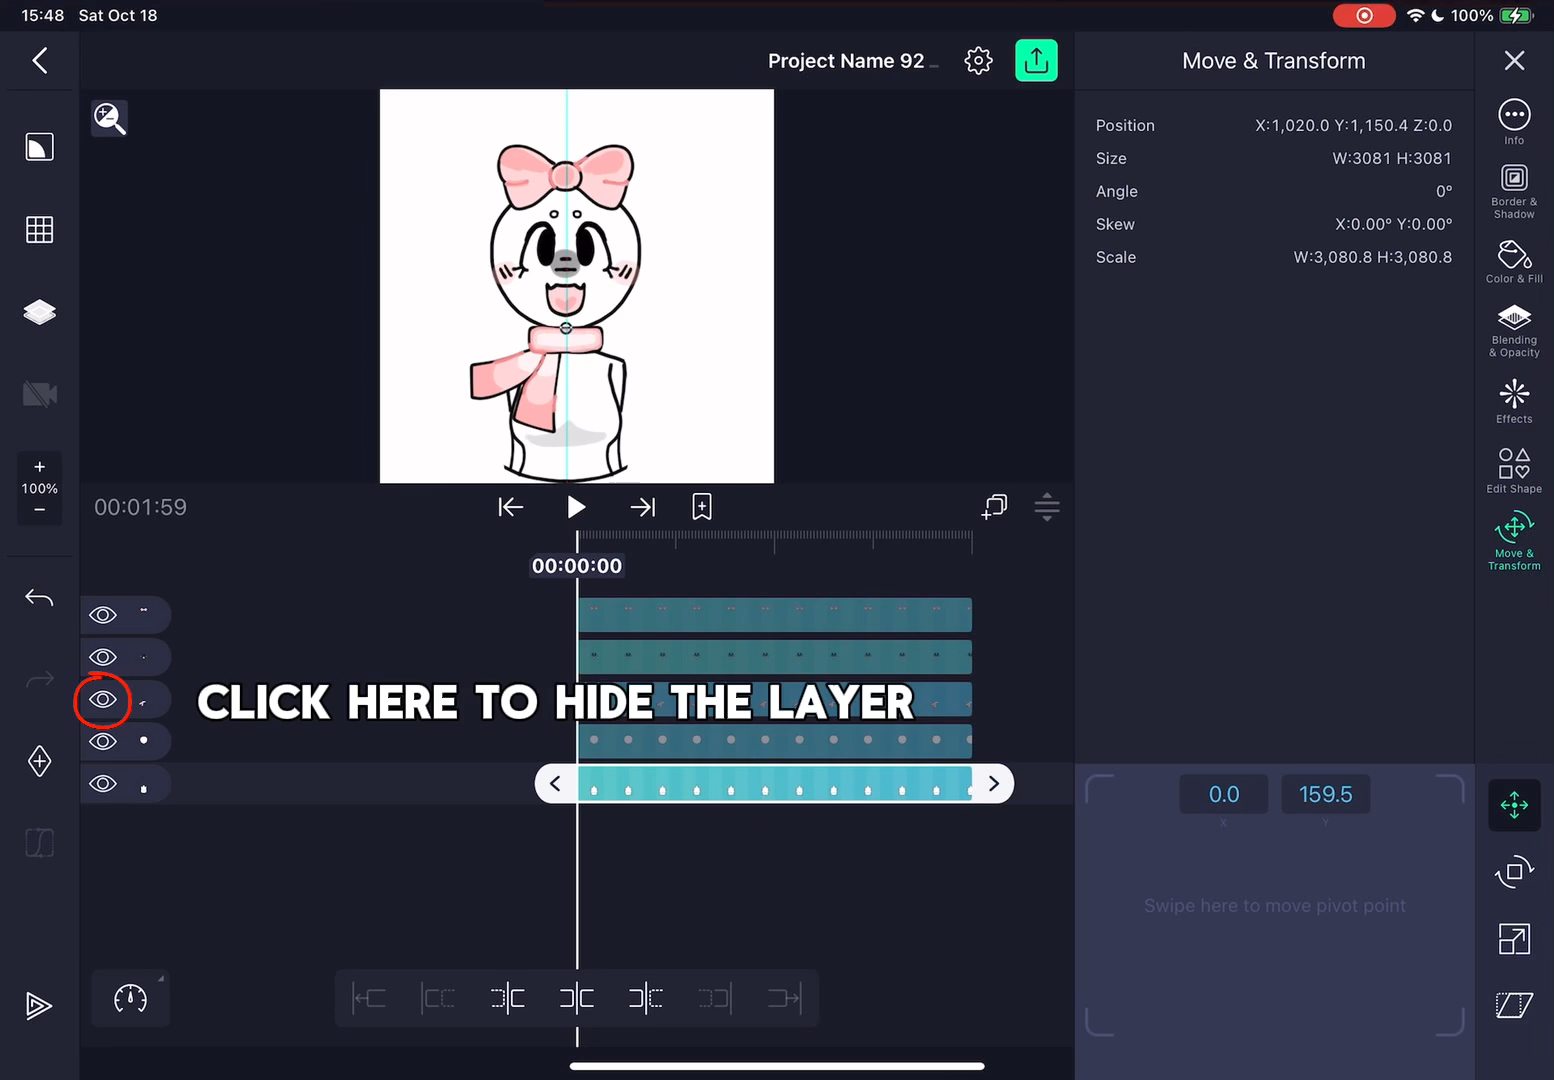 15:48 Sat Oct 18
100%
Project Name 92
Move & Transform
Position X:1,020.0 Y:1,150.4 Z:0.0
Size W:3081 H:3081
Angle 0°
Skew X:0.00° Y:0.00°
Scale W:3,080.8 H:3,080.8
Info
Border &
Shadow
Color & Fill
Blending
& Opacity
Effects
Edit Shape
Move &
Transform
+
100%
−
00:01:59
00:00:00
CLICK HERE TO HIDE THE LAYER
0.0 159.5
X Y
Swipe here to move pivot point